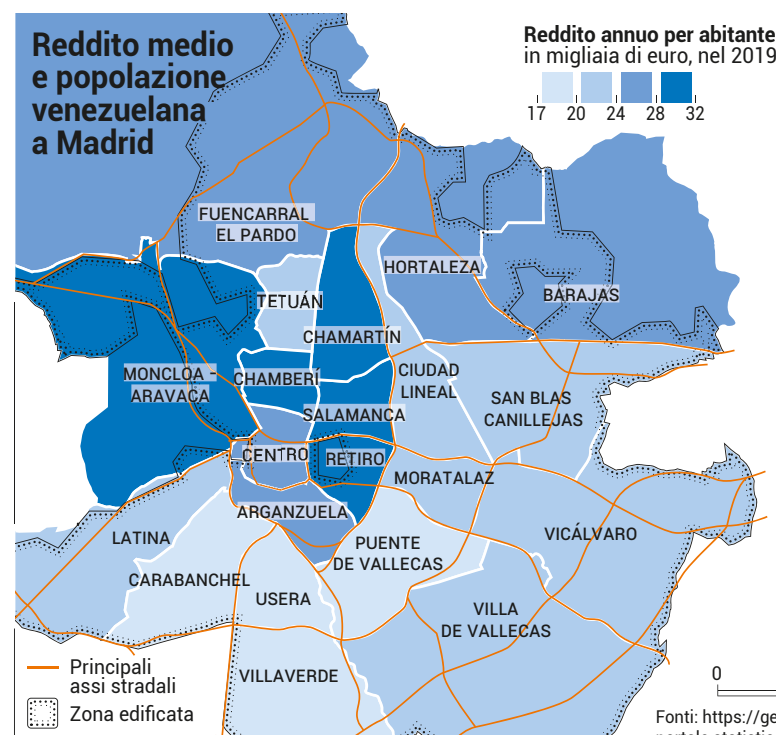 Reddito medio
e popolazione
venezuelana
a Madrid
Reddito annuo per abitante
in migliaia di euro, nel 2019
17 20 24 28 32
FUENCARRAL
EL PARDO
HORTALEZA
BARAJAS
TETUÁN
CHAMARTÍN
MONCLOA -
ARAVACA
CHAMBERÍ
CIUDAD
LINEAL
SAN BLAS
CANILLEJAS
SALAMANCA
CENTRO
RETIRO
MORATALAZ
ARGANZUELA
LATINA
PUENTE
DE VALLECAS
VICÁLVARO
CARABANCHEL
USERA
VILLA
DE VALLECAS
VILLAVERDE
Principali
assi stradali
Zona edificata
0
Fonti: https://ge